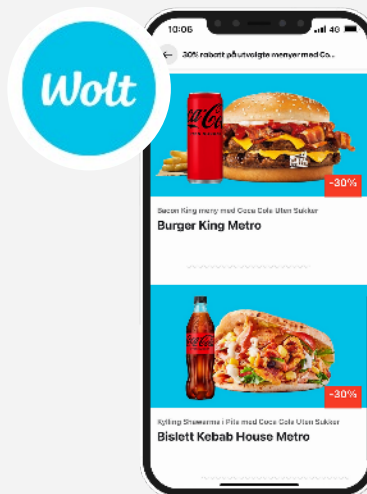 Wolt
10:06
4G
30% rabatt på utvalgte menyer med Co...
Coca-Cola
-30%
Bacon King meny med Coca Cola Uten Sukker
Burger King Metro
Coca-Cola
-30%
Kylling Shawarma i Pita med Coca Cola Uten Sukker
Bislett Kebab House Metro